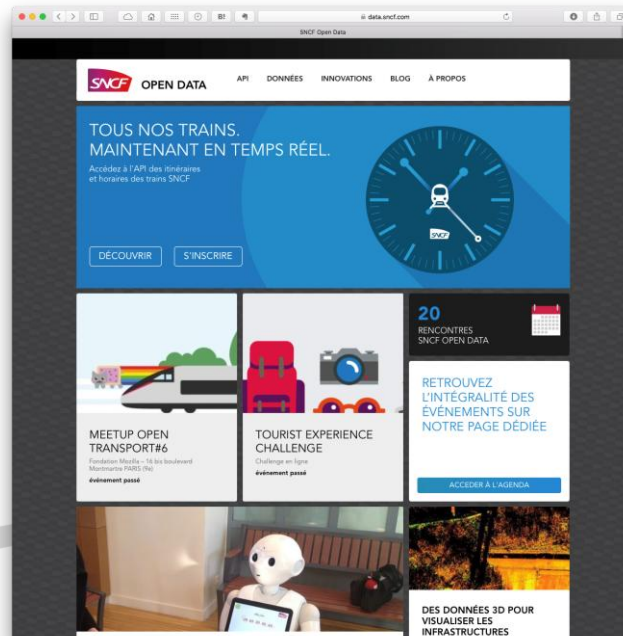 data.sncf.com
SNCF Open Data
SNCF OPEN DATA
API DONNÉES INNOVATIONS BLOG À PROPOS
TOUS NOS TRAINS.
MAINTENANT EN TEMPS RÉEL.
Accédez à l'API des itinéraires
et horaires des trains SNCF
DÉCOUVRIR S'INSCRIRE
SNCF
20
RENCONTRES
SNCF OPEN DATA
MEETUP OPEN
TRANSPORT#6
Fondation Mozilla – 16 bis boulevard
Montmartre PARIS (9e)
événement passé
TOURIST EXPERIENCE
CHALLENGE
Challenge en ligne
événement passé
RETROUVEZ
L'INTÉGRALITÉ DES
ÉVÉNEMENTS SUR
NOTRE PAGE DÉDIÉE
ACCEDER À L'AGENDA
DES DONNÉES 3D POUR
VISUALISER LES
INFRASTRUCTURES